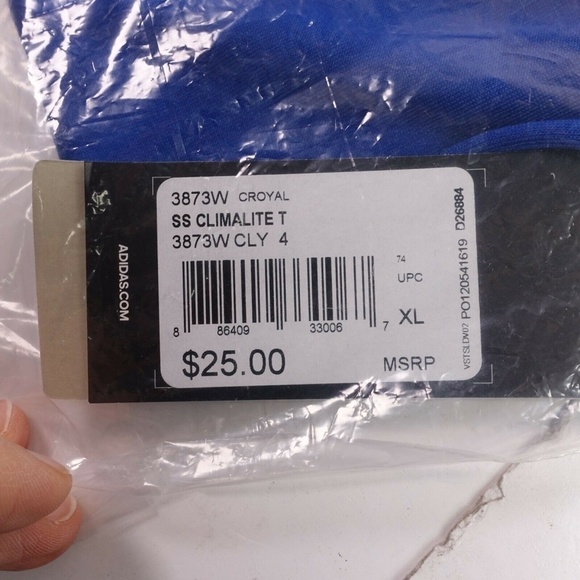 3873W CROYAL
SS CLIMALITE T
3873W CLY 4
74
UPC
8 86409 33006 7 XL
$25.00 MSRP
ADIDAS.COM
VSTSLDN02 PO120541619 D26884